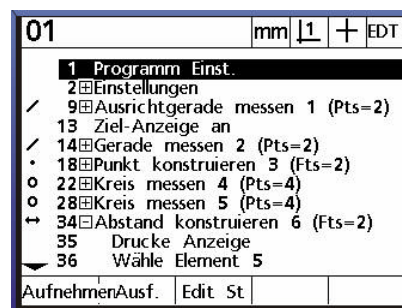 01 mm 1 EDT
1 Programm Einst.
2 Einstellungen
9 Ausrichtgerade messen 1 (Pts=2)
13 Ziel-Anzeige an
14 Gerade messen 2 (Pts=2)
18 Punkt konstruieren 3 (Fts=2)
22 Kreis messen 4 (Pts=4)
28 Kreis messen 5 (Pts=4)
34 Abstand konstruieren 6 (Fts=2)
35 Drucke Anzeige
36 Wähle Element 5
Aufnehmen Ausf. Edit St